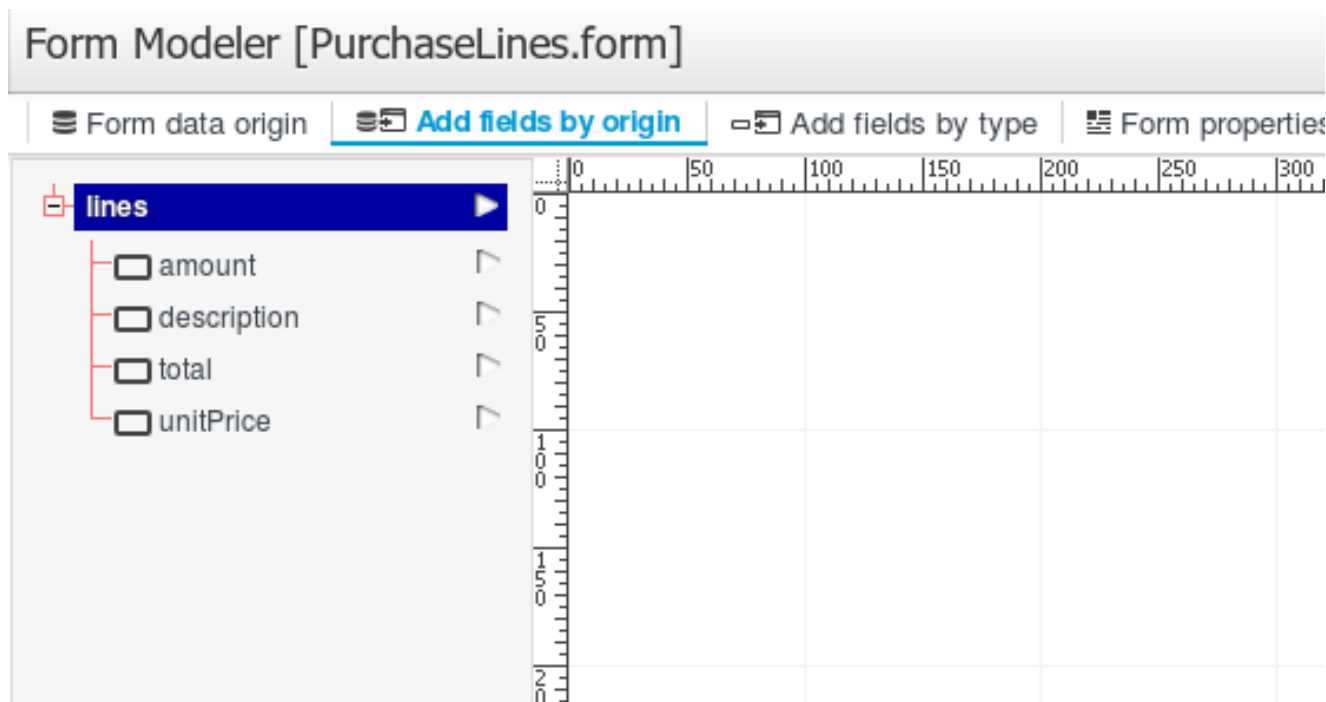 Form Modeler [PurchaseLines.form]
Form data origin Add fields by origin Add fields by type Form properties
0 50 100 150 200 250 300
lines
0
amount
description
50
total
unitPrice
100
150
20